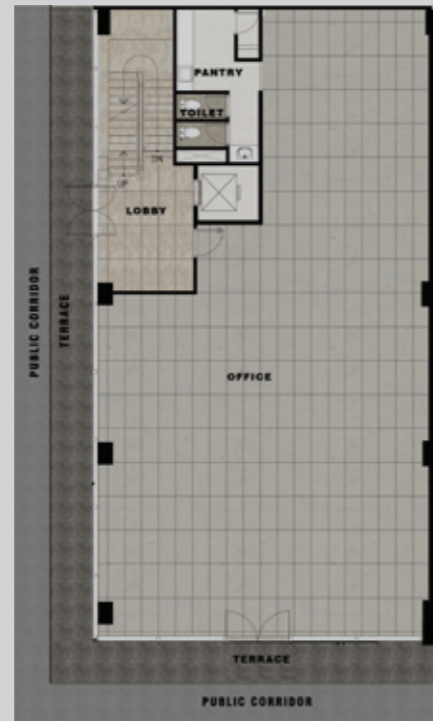 PANTRY
TOILET
DN
UP
LOBBY
PUBLIC CORRIDOR
TERRACE
OFFICE
TERRACE
PUBLIC CORRIDOR